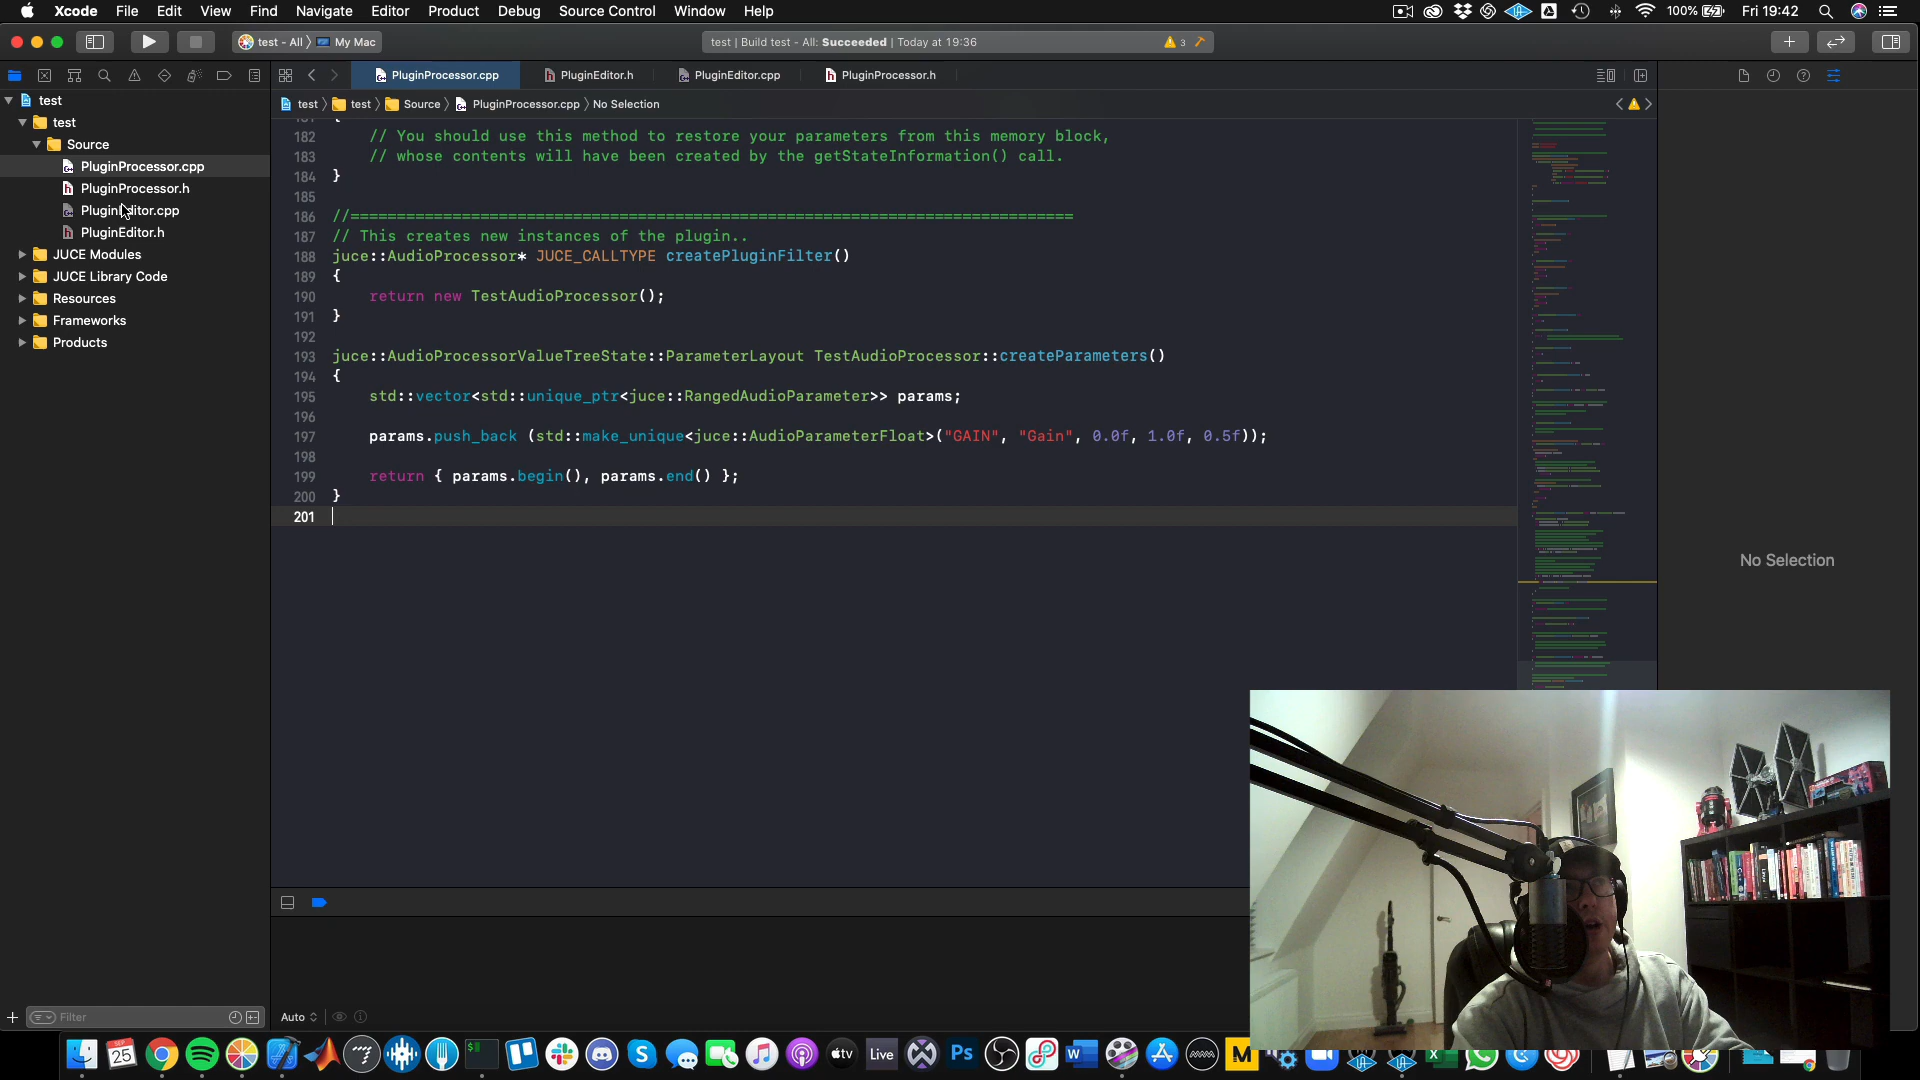 Xcode File Edit View Find Navigate Editor Product Debug Source Control Window Help
100% Fri 19:42
test - All 〉 My Mac
test | Build test - All: Succeeded | Today at 19:36
3
PluginProcessor.cpp PluginEditor.h PluginEditor.cpp PluginProcessor.h
test 〉 test 〉 Source 〉 PluginProcessor.cpp 〉 No Selection
test
test
Source
PluginProcessor.cpp
PluginProcessor.h
PluginEditor.cpp
PluginEditor.h
JUCE Modules
JUCE Library Code
Resources
Frameworks
Products
182 // You should use this method to restore your parameters from this memory block,
183 // whose contents will have been created by the getStateInformation() call.
184 }
185
186 //==============================================================================
187 // This creates new instances of the plugin..
188 juce::AudioProcessor* JUCE_CALLTYPE createPluginFilter()
189 {
190 return new TestAudioProcessor();
191 }
192
193 juce::AudioProcessorValueTreeState::ParameterLayout TestAudioProcessor::createParameters()
194 {
195 std::vector<std::unique_ptr<juce::RangedAudioParameter>> params;
196
197 params.push_back (std::make_unique<juce::AudioParameterFloat>("GAIN", "Gain", 0.0f, 1.0f, 0.5f));
198
199 return { params.begin(), params.end() };
200 }
201
No Selection
Filter
Auto
SEP
25
tv
Live
Ps
W
M